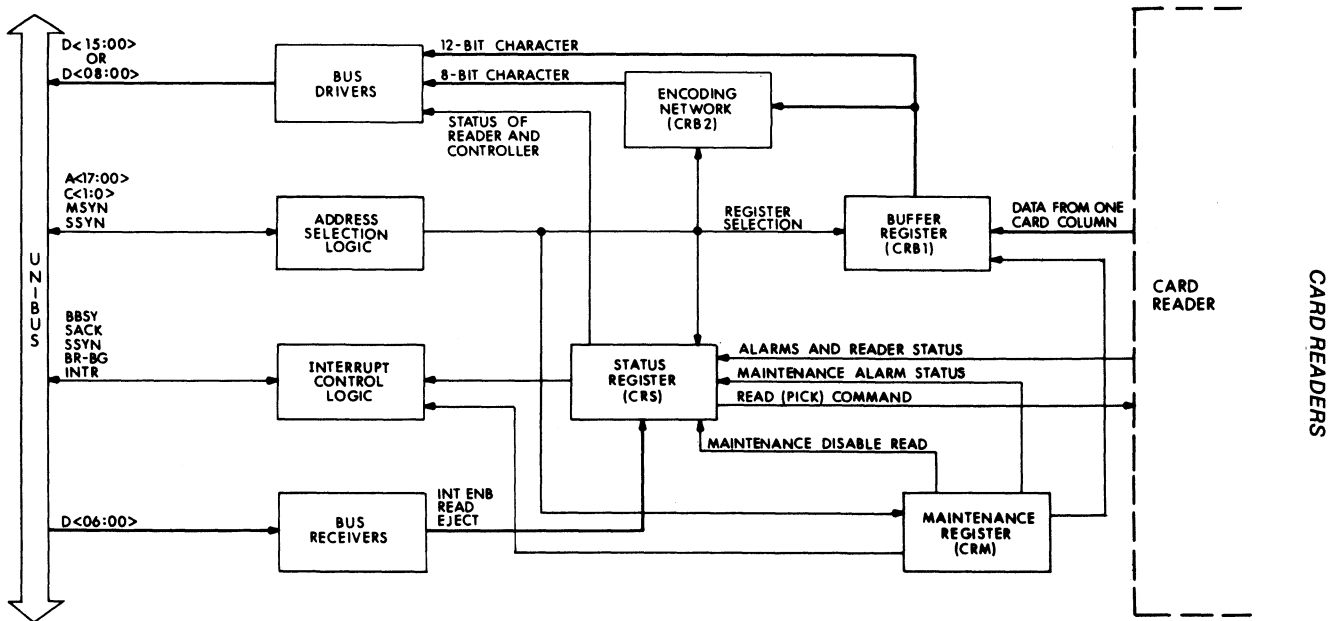 D<15:00>
OR
D<08:00>
BUS
DRIVERS
12-BIT CHARACTER
8-BIT CHARACTER
STATUS OF
READER AND
CONTROLLER
ENCODING
NETWORK
(CRB2)
A<17:00>
C<1:0>
MSYN
SSYN
ADDRESS
SELECTION
LOGIC
REGISTER
SELECTION
BUFFER
REGISTER
(CRB1)
DATA FROM ONE
CARD COLUMN
UNIBUS
CARD
READER
CARD READERS
BBSY
SACK
SSYN
BR-BG
INTR
INTERRUPT
CONTROL
LOGIC
STATUS
REGISTER
(CRS)
ALARMS AND READER STATUS
MAINTENANCE ALARM STATUS
READ (PICK) COMMAND
MAINTENANCE DISABLE READ
D<06:00>
BUS
RECEIVERS
INT ENB
READ
EJECT
MAINTENANCE
REGISTER
(CRM)